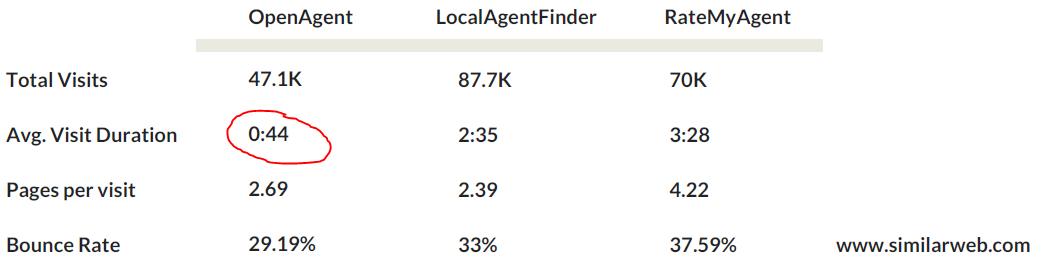 OpenAgent LocalAgentFinder RateMyAgent
Total Visits 47.1K 87.7K 70K
Avg. Visit Duration 0:44 2:35 3:28
Pages per visit 2.69 2.39 4.22
Bounce Rate 29.19% 33% 37.59% www.similarweb.com